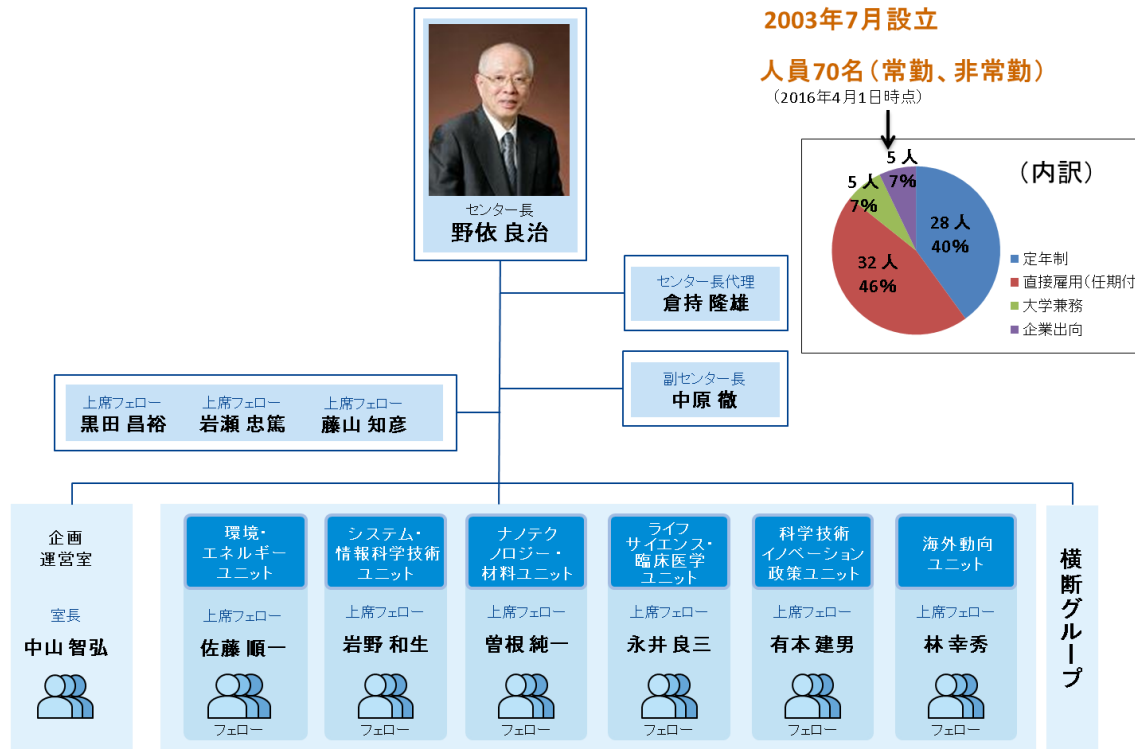 2003年7月設立
人員70名（常勤、非常勤）
（2016年4月1日時点）
（内訳）
5 人
7%
5 人
7%
28 人
40%
32 人
46%
定年制
直接雇用（任期付
大学兼務
企業出向
センター長
野依 良治
センター長代理
倉持 隆雄
副センター長
中原 徹
上席フェロー
黒田 昌裕
上席フェロー
岩瀬 忠篤
上席フェロー
藤山 知彦
企画
運営室
室長
中山 智弘
環境・
エネルギー
ユニット
上席フェロー
佐藤 順一
フェロー
システム・
情報科学技術
ユニット
上席フェロー
岩野 和生
フェロー
ナノテク
ノロジー・
材料ユニット
上席フェロー
曽根 純一
フェロー
ライフ
サイエンス・
臨床医学
ユニット
上席フェロー
永井 良三
フェロー
科学技術
イノベーション
政策ユニット
上席フェロー
有本 建男
フェロー
海外動向
ユニット
上席フェロー
林 幸秀
フェロー
横断グループ